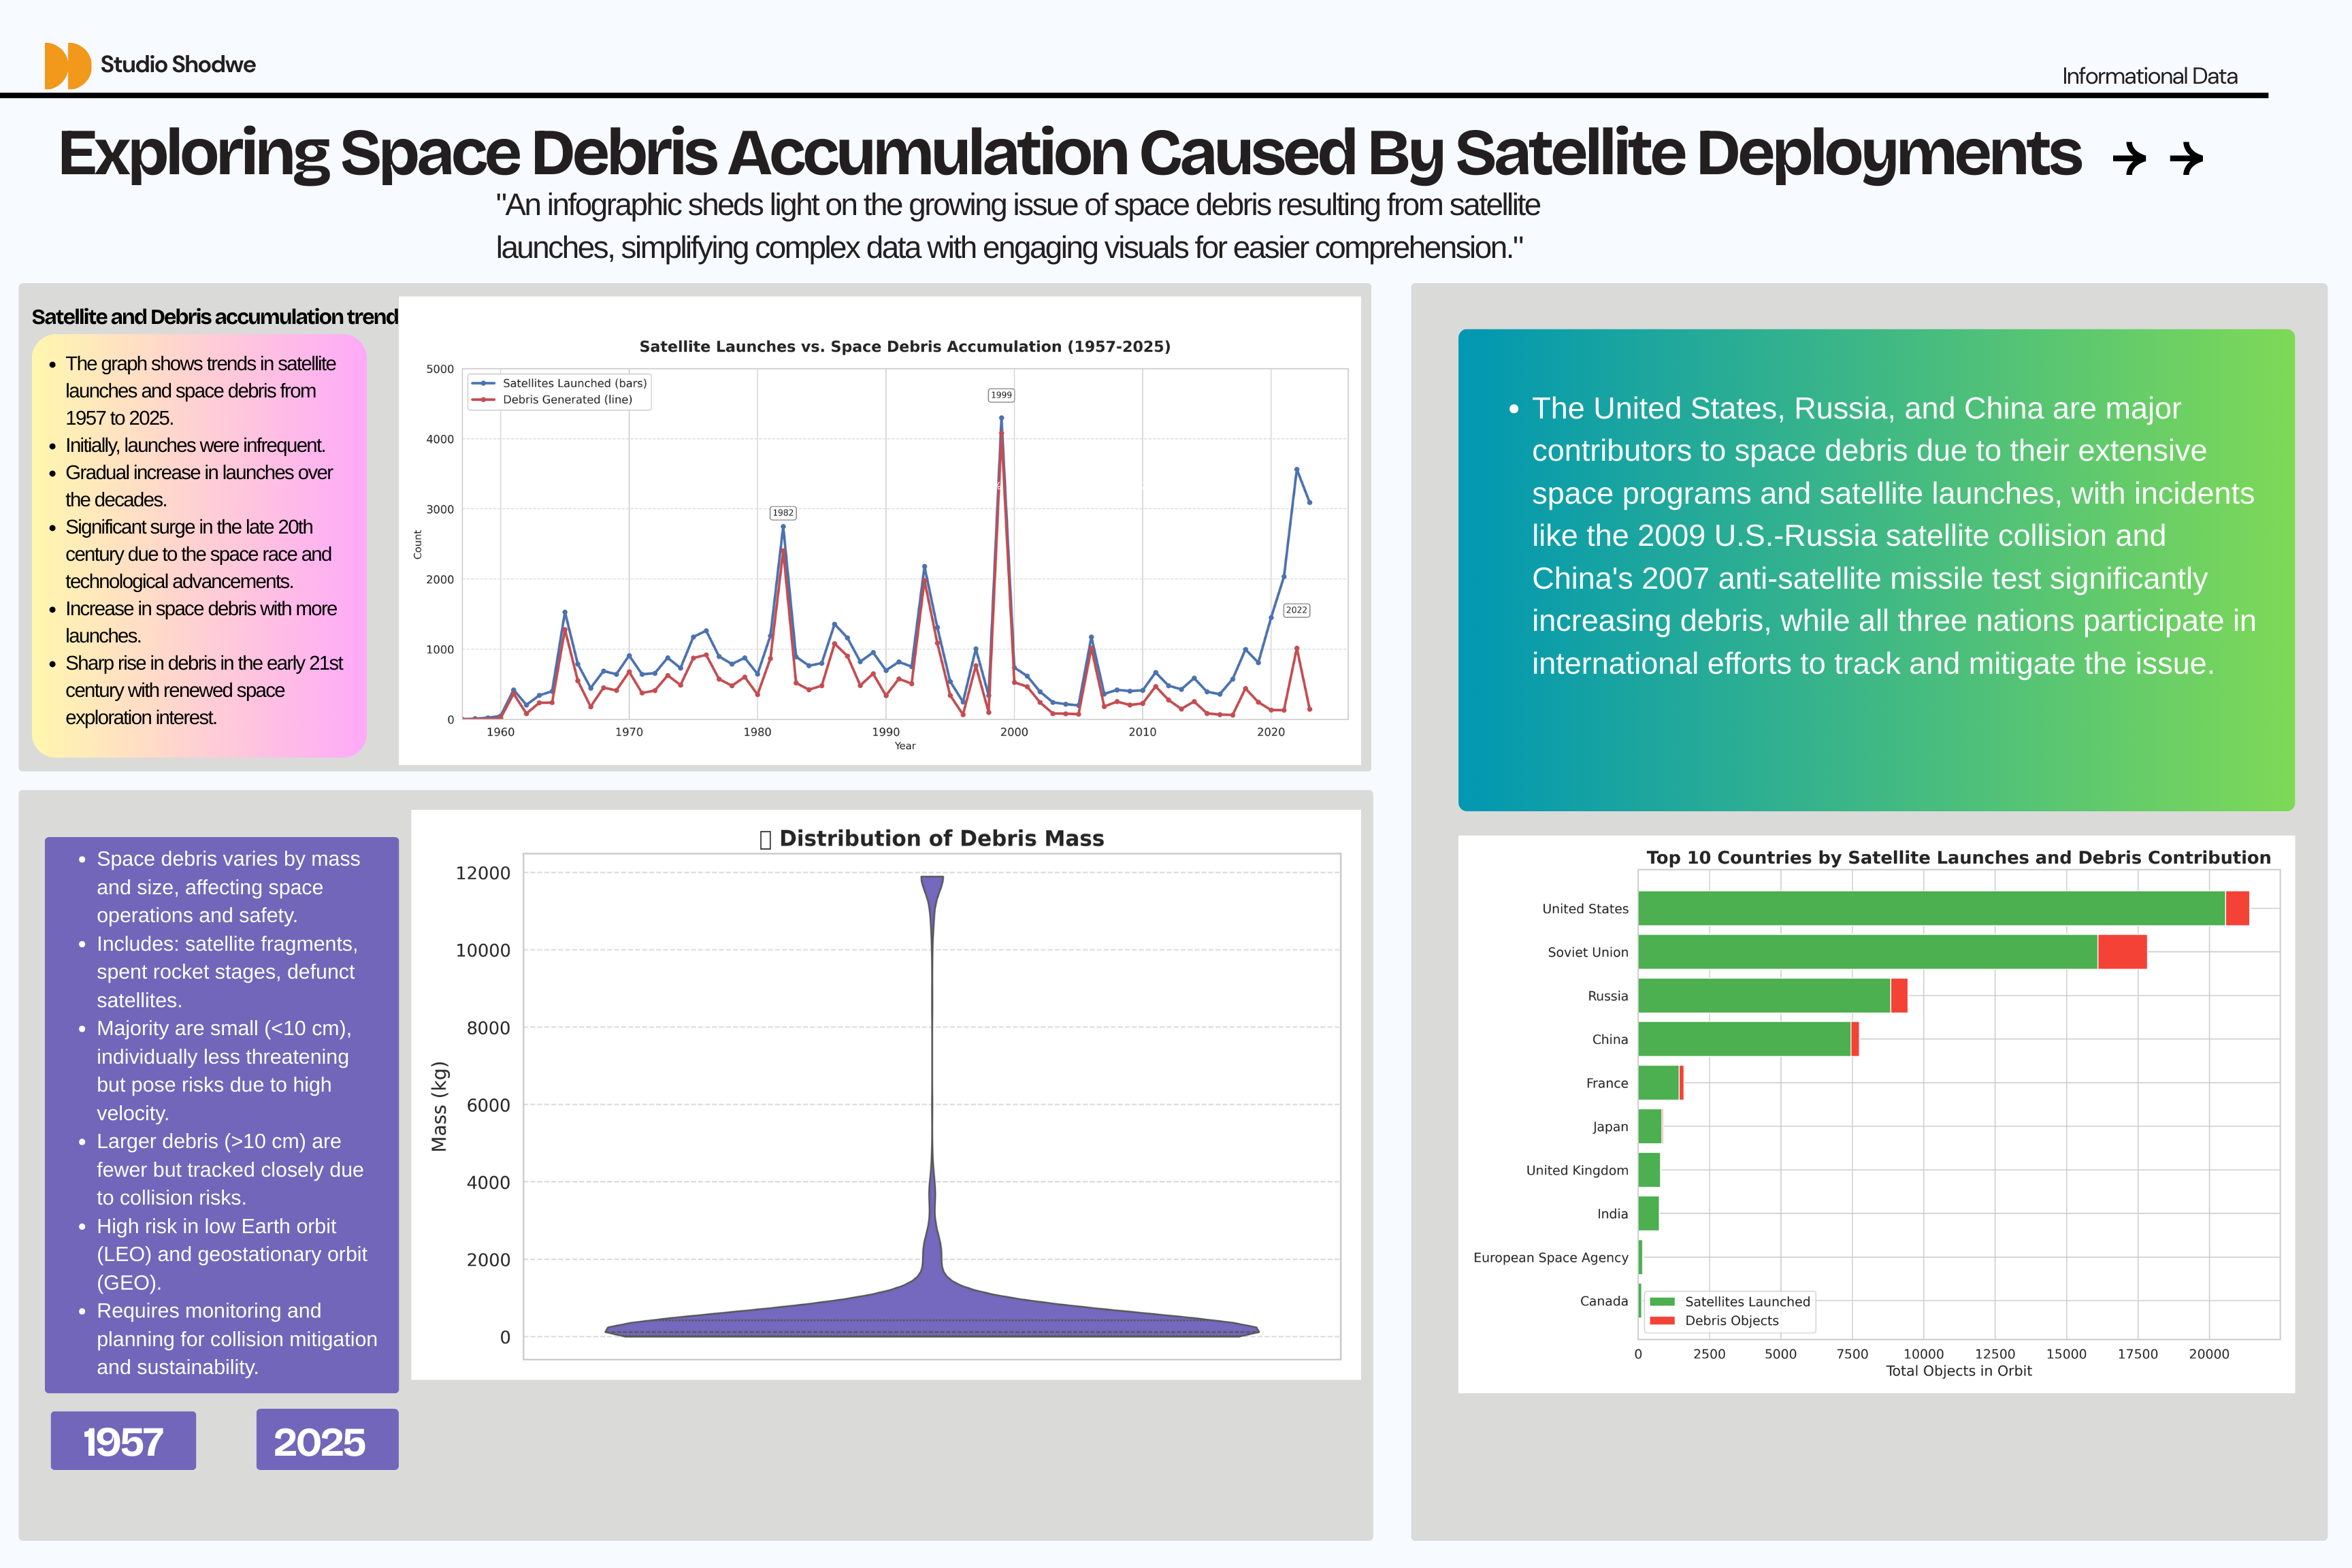 Studio Shodwe
Informational Data
Exploring Space Debris Accumulation Caused By Satellite Deployments
"An infographic sheds light on the growing issue of space debris resulting from satellite
launches, simplifying complex data with engaging visuals for easier comprehension."
Satellite and Debris accumulation trend
• The graph shows trends in satellite
launches and space debris from
1957 to 2025.
• Initially, launches were infrequent.
• Gradual increase in launches over
the decades.
• Significant surge in the late 20th
century due to the space race and
technological advancements.
• Increase in space debris with more
launches.
• Sharp rise in debris in the early 21st
century with renewed space
exploration interest.
Satellite Launches vs. Space Debris Accumulation (1957-2025)
Satellites Launched (bars)
Debris Generated (line)
5000
4000
3000
2000
1000
0
Count
1982
1999
2022
1960 1970 1980 1990 2000 2010 2020
Year
• The United States, Russia, and China are major
contributors to space debris due to their extensive
space programs and satellite launches, with incidents
like the 2009 U.S.-Russia satellite collision and
China's 2007 anti-satellite missile test significantly
increasing debris, while all three nations participate in
international efforts to track and mitigate the issue.
• Space debris varies by mass
and size, affecting space
operations and safety.
• Includes: satellite fragments,
spent rocket stages, defunct
satellites.
• Majority are small (<10 cm),
individually less threatening
but pose risks due to high
velocity.
• Larger debris (>10 cm) are
fewer but tracked closely due
to collision risks.
• High risk in low Earth orbit
(LEO) and geostationary orbit
(GEO).
• Requires monitoring and
planning for collision mitigation
and sustainability.
1957
2025
Distribution of Debris Mass
12000
10000
8000
6000
4000
2000
0
Mass (kg)
Top 10 Countries by Satellite Launches and Debris Contribution
United States
Soviet Union
Russia
China
France
Japan
United Kingdom
India
European Space Agency
Canada
Satellites Launched
Debris Objects
0 2500 5000 7500 10000 12500 15000 17500 20000
Total Objects in Orbit